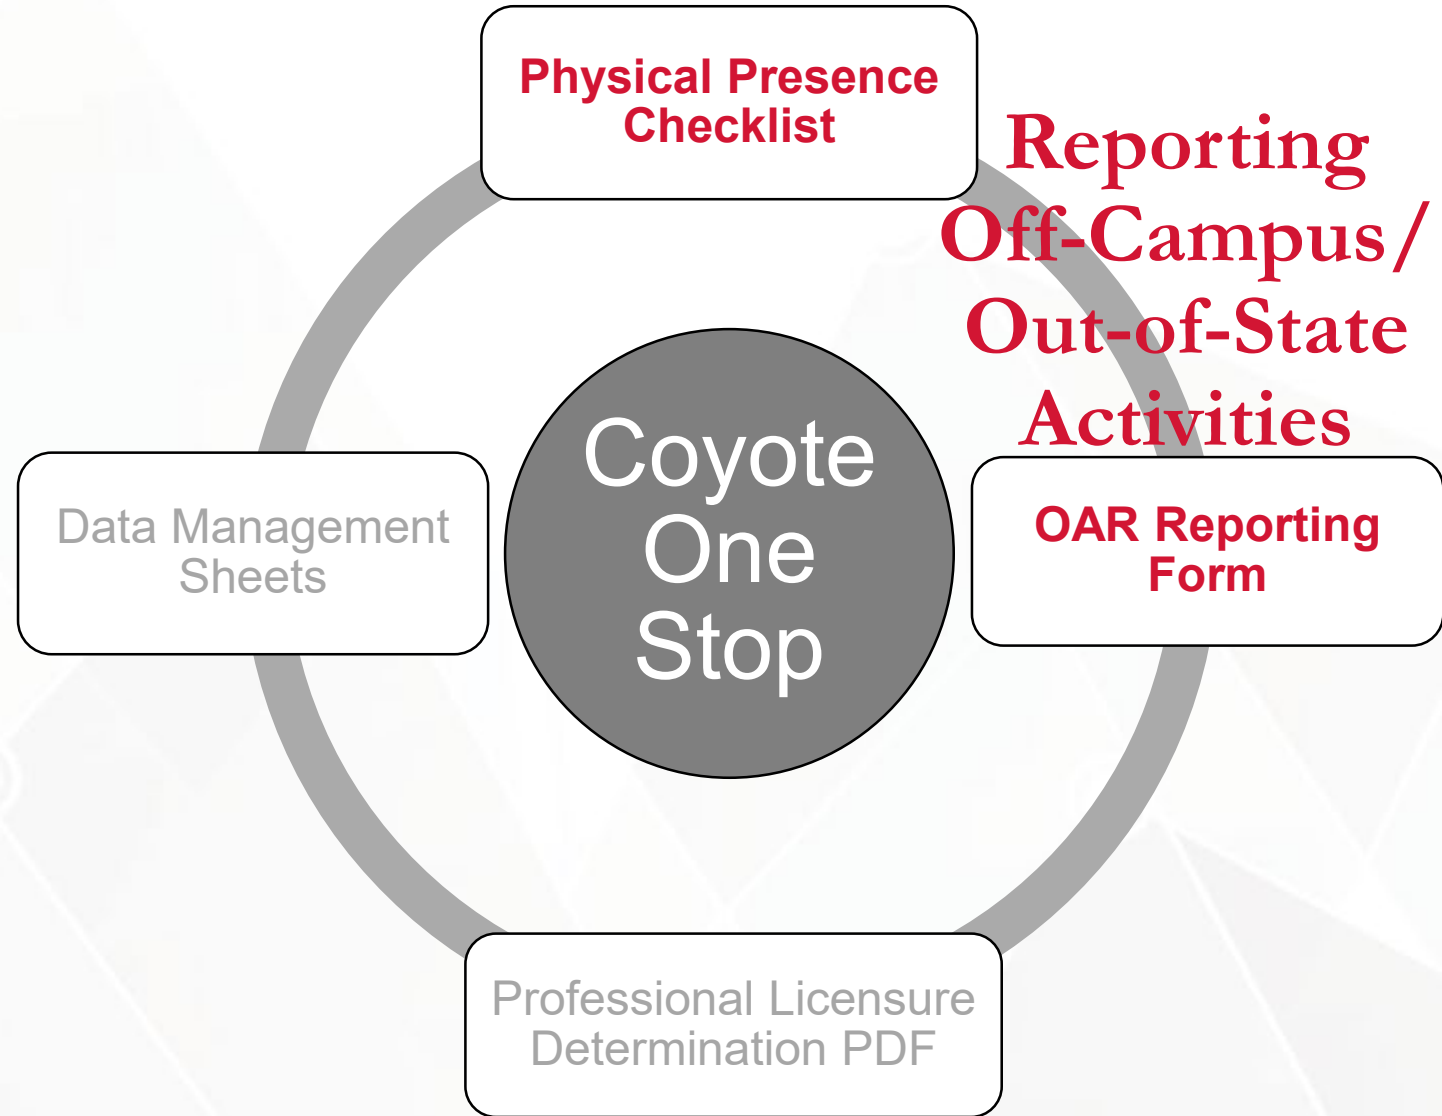 Physical Presence
Checklist
Reporting
Off-Campus/
Out-of-State
Activities
Coyote
One
Stop
Data Management
Sheets
OAR Reporting
Form
Professional Licensure
Determination PDF